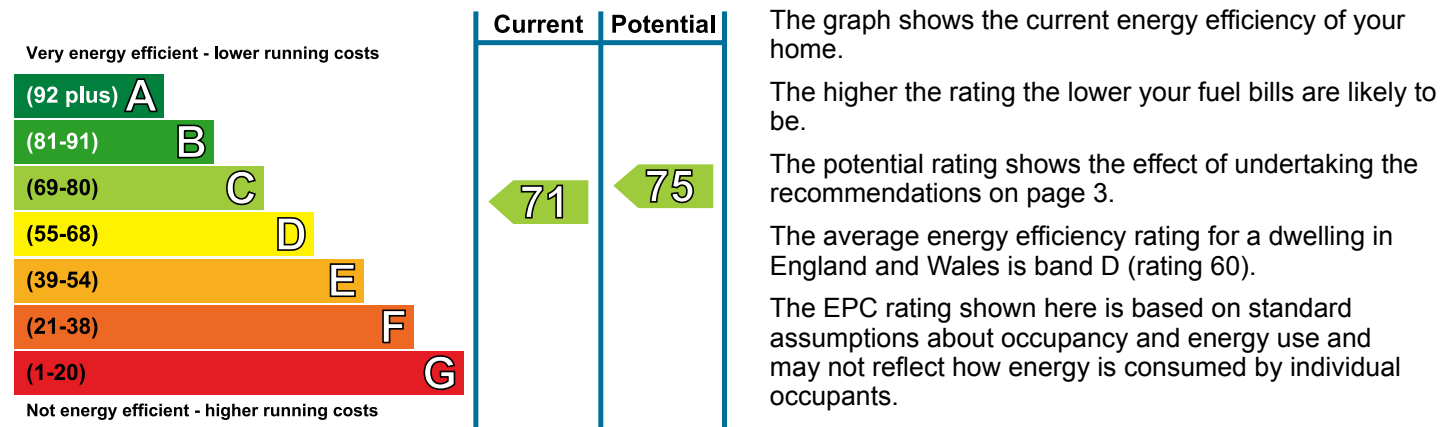 Current Potential
Very energy efficient - lower running costs
(92 plus) A
(81-91) B
(69-80) C
(55-68) D
(39-54) E
(21-38) F
(1-20) G
Not energy efficient - higher running costs
71
75
The graph shows the current energy efficiency of your
home.
The higher the rating the lower your fuel bills are likely to
be.
The potential rating shows the effect of undertaking the
recommendations on page 3.
The average energy efficiency rating for a dwelling in
England and Wales is band D (rating 60).
The EPC rating shown here is based on standard
assumptions about occupancy and energy use and
may not reflect how energy is consumed by individual
occupants.